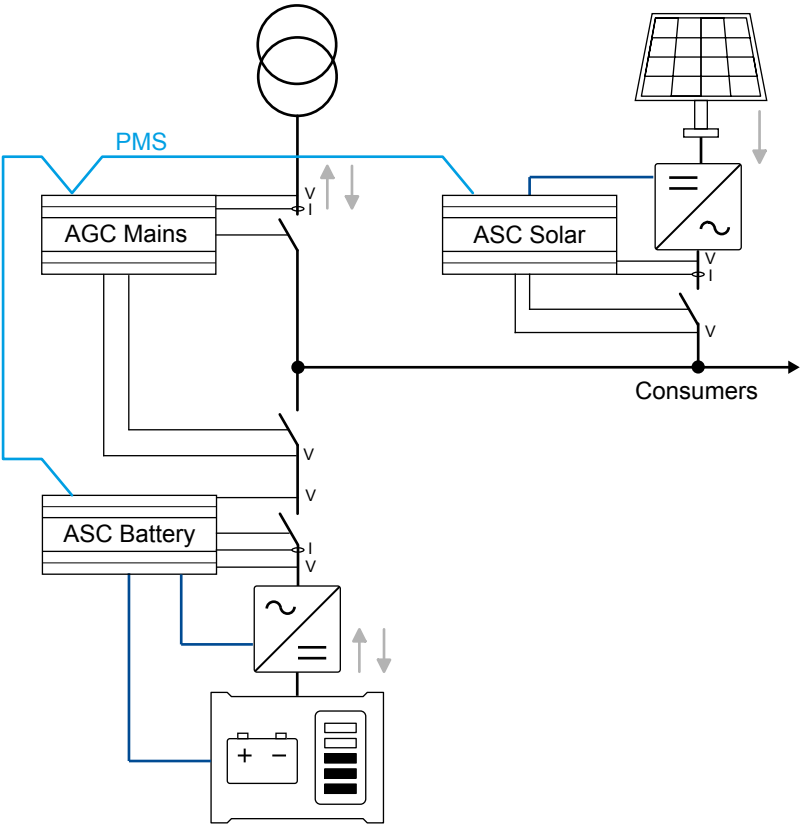 PMS
V
I
AGC Mains
ASC Solar
V
I
V
Consumers
V
V
ASC Battery
I
V
+ −